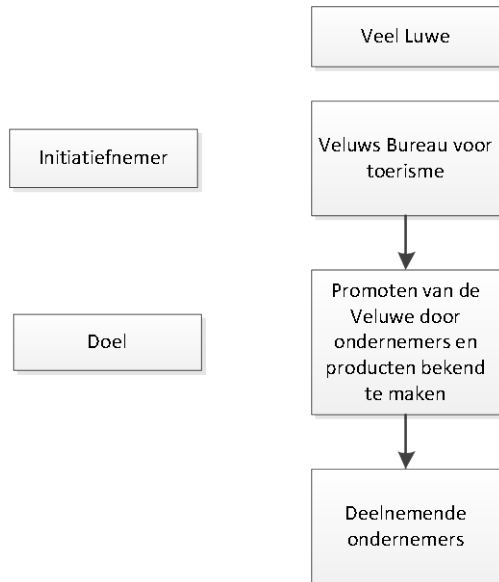 Veel Luwe
Initiatiefnemer
Veluws Bureau voor
toerisme
Doel
Promoten van de
Veluwe door
ondernemers en
producten bekend
te maken
Deelnemende
ondernemers